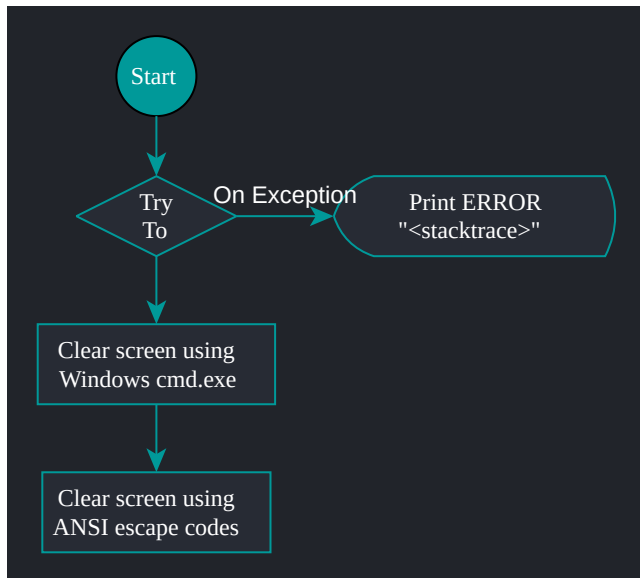 Start
Try
To
On Exception
Print ERROR
"<stacktrace>"
Clear screen using
Windows cmd.exe
Clear screen using
ANSI escape codes